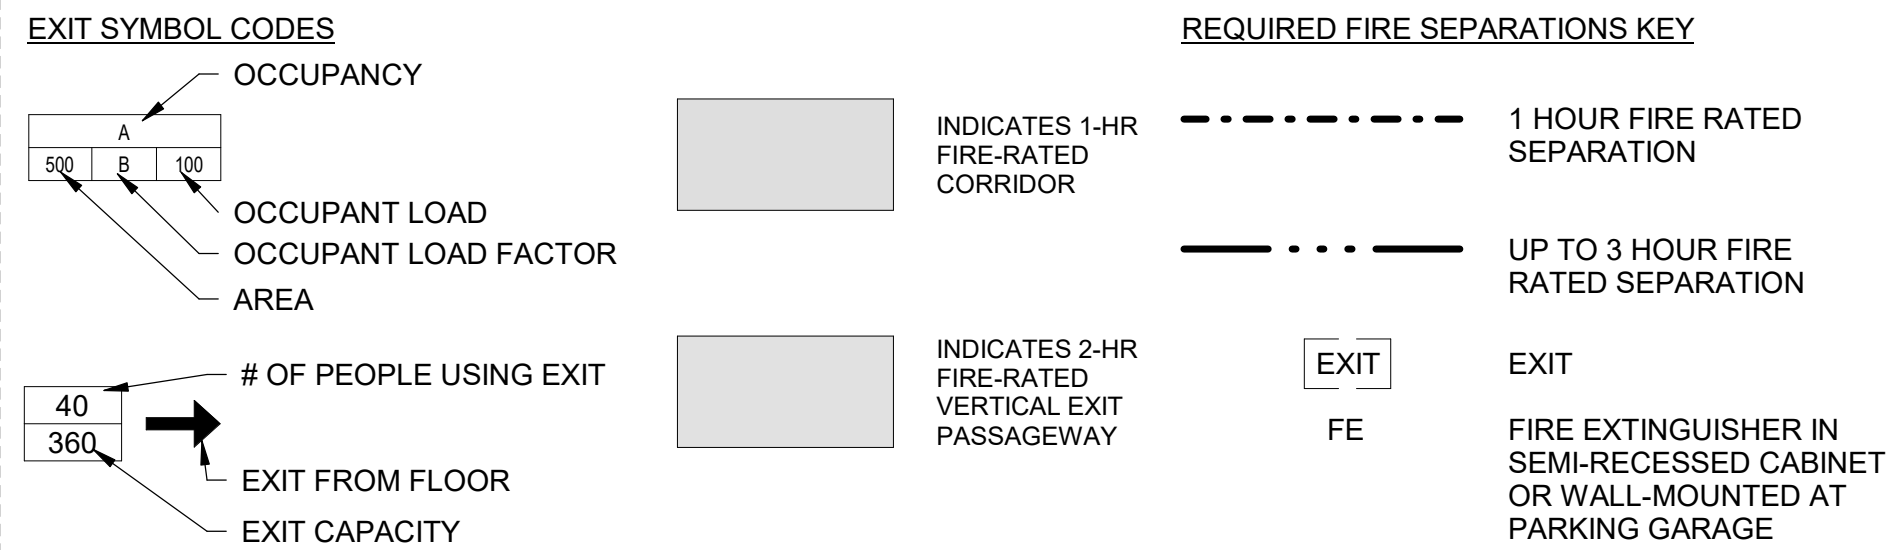 EXIT SYMBOL CODES
OCCUPANCY
A
500 B 100
OCCUPANT LOAD
OCCUPANT LOAD FACTOR
AREA
# OF PEOPLE USING EXIT
40
360
EXIT FROM FLOOR
EXIT CAPACITY
INDICATES 1-HR
FIRE-RATED
CORRIDOR
INDICATES 2-HR
FIRE-RATED
VERTICAL EXIT
PASSAGEWAY
REQUIRED FIRE SEPARATIONS KEY
1 HOUR FIRE RATED
SEPARATION
UP TO 3 HOUR FIRE
RATED SEPARATION
EXIT EXIT
FE FIRE EXTINGUISHER IN
SEMI-RECESSED CABINET
OR WALL-MOUNTED AT
PARKING GARAGE